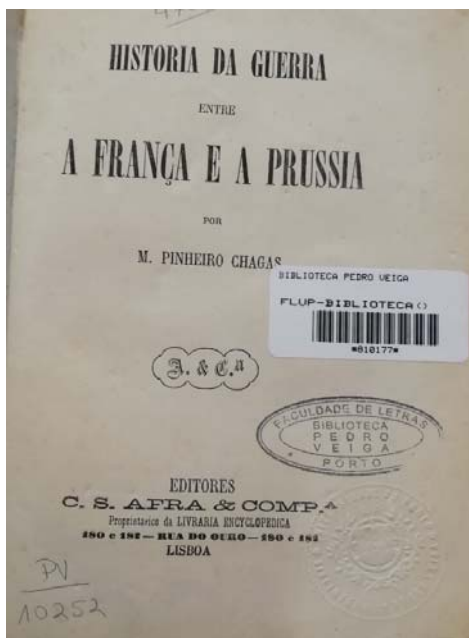 HISTORIA DA GUERRA
ENTRE
A FRANÇA E A PRUSSIA
POR
M. PINHEIRO CHAGAS
BIBLIOTECA PEDRO VEIGA
FLUP-BIBLIOTECA()
*810177*
A. & C.ª
FACULDADE DE LETRAS
BIBLIOTECA
PEDRO
VEIGA
PORTO
EDITORES
C. S. AFRA & COMP.ª
Proprietarios da LIVRARIA ENCYCLOPEDICA
180 e 182 — RUA DO OURO — 180 e 182
LISBOA
PV
10252